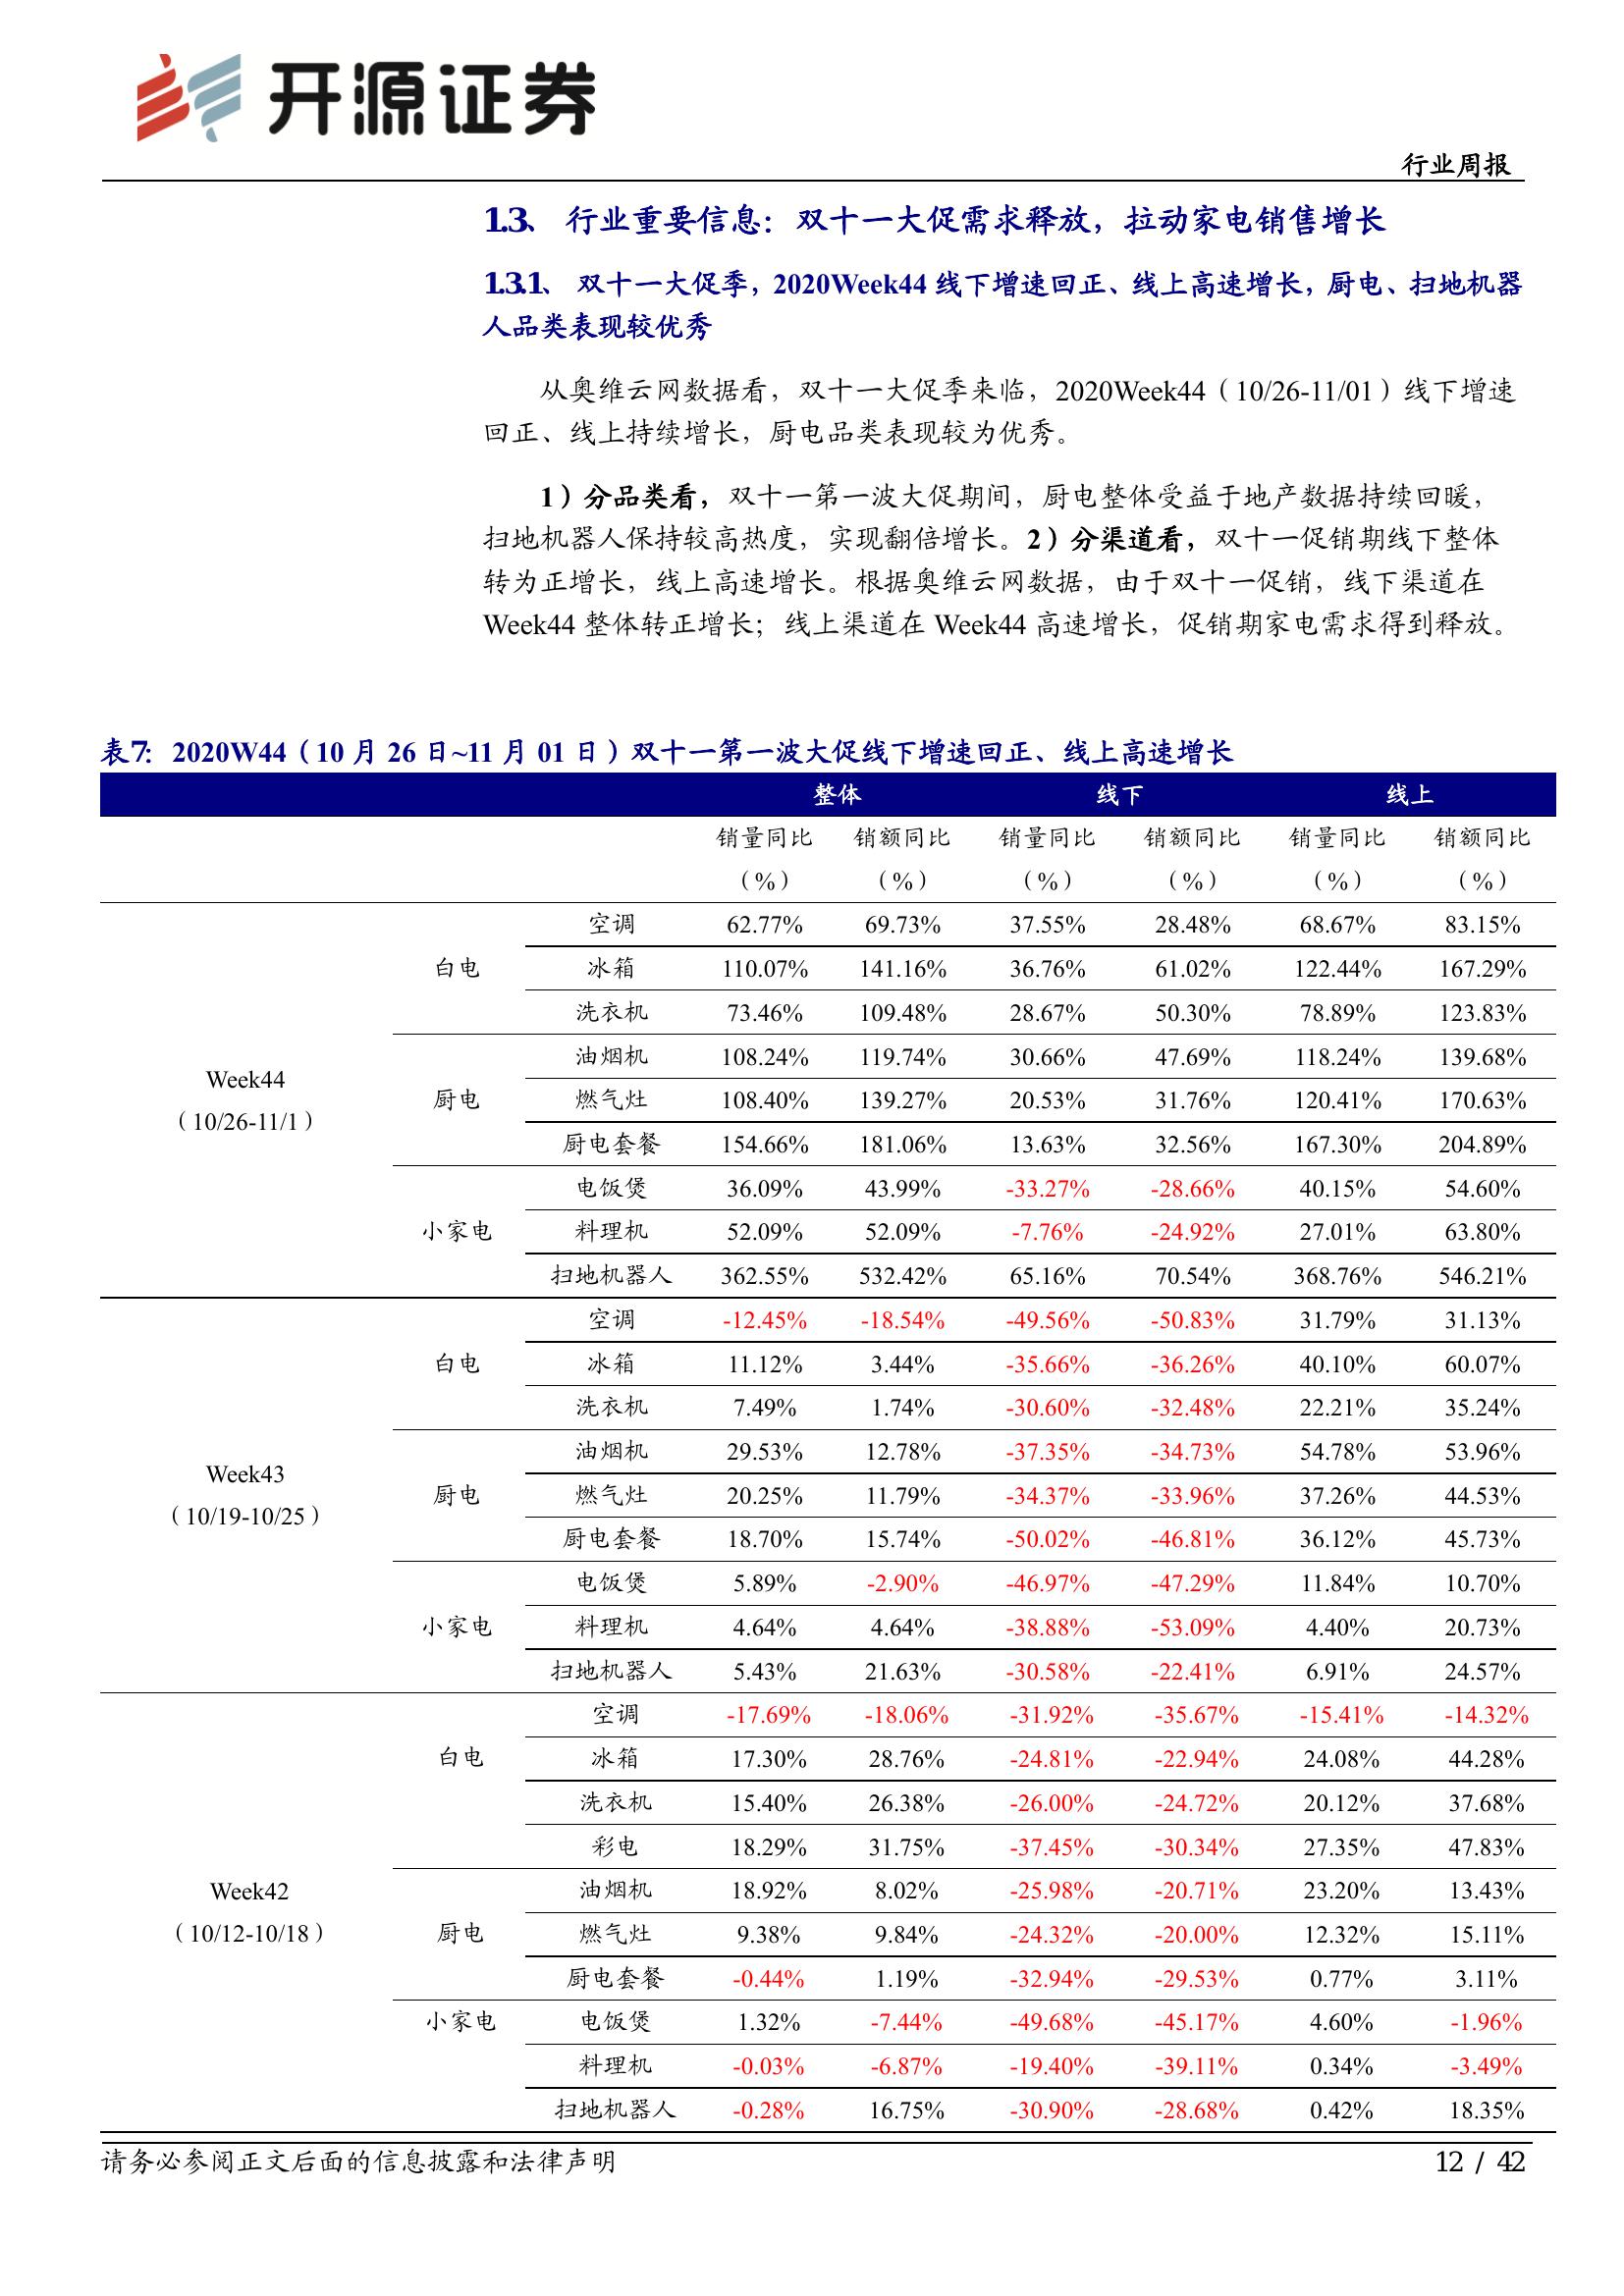 开源证券
行业周报
1.3、 行业重要信息：双十一大促需求释放，拉动家电销售增长
1.3.1、 双十一大促季，2020Week44 线下增速回正、线上高速增长，厨电、扫地机器
人品类表现较优秀
从奥维云网数据看，双十一大促季来临，2020Week44（10/26-11/01）线下增速
回正、线上持续增长，厨电品类表现较为优秀。
1）分品类看，双十一第一波大促期间，厨电整体受益于地产数据持续回暖，
扫地机器人保持较高热度，实现翻倍增长。2）分渠道看，双十一促销期线下整体
转为正增长，线上高速增长。根据奥维云网数据，由于双十一促销，线下渠道在
Week44 整体转正增长；线上渠道在 Week44 高速增长，促销期家电需求得到释放。
表7：2020W44（10 月 26 日~11 月 01 日）双十一第一波大促线下增速回正、线上高速增长
整体 线下 线上
销量同比 销额同比 销量同比 销额同比 销量同比 销额同比
（%） （%） （%） （%） （%） （%）
空调 62.77% 69.73% 37.55% 28.48% 68.67% 83.15%
白电 冰箱 110.07% 141.16% 36.76% 61.02% 122.44% 167.29%
洗衣机 73.46% 109.48% 28.67% 50.30% 78.89% 123.83%
油烟机 108.24% 119.74% 30.66% 47.69% 118.24% 139.68%
Week44
厨电 燃气灶 108.40% 139.27% 20.53% 31.76% 120.41% 170.63%
（10/26-11/1）
厨电套餐 154.66% 181.06% 13.63% 32.56% 167.30% 204.89%
电饭煲 36.09% 43.99% -33.27% -28.66% 40.15% 54.60%
小家电 料理机 52.09% 52.09% -7.76% -24.92% 27.01% 63.80%
扫地机器人 362.55% 532.42% 65.16% 70.54% 368.76% 546.21%
空调 -12.45% -18.54% -49.56% -50.83% 31.79% 31.13%
白电 冰箱 11.12% 3.44% -35.66% -36.26% 40.10% 60.07%
洗衣机 7.49% 1.74% -30.60% -32.48% 22.21% 35.24%
油烟机 29.53% 12.78% -37.35% -34.73% 54.78% 53.96%
Week43
厨电 燃气灶 20.25% 11.79% -34.37% -33.96% 37.26% 44.53%
（10/19-10/25）
厨电套餐 18.70% 15.74% -50.02% -46.81% 36.12% 45.73%
电饭煲 5.89% -2.90% -46.97% -47.29% 11.84% 10.70%
小家电 料理机 4.64% 4.64% -38.88% -53.09% 4.40% 20.73%
扫地机器人 5.43% 21.63% -30.58% -22.41% 6.91% 24.57%
空调 -17.69% -18.06% -31.92% -35.67% -15.41% -14.32%
白电 冰箱 17.30% 28.76% -24.81% -22.94% 24.08% 44.28%
洗衣机 15.40% 26.38% -26.00% -24.72% 20.12% 37.68%
彩电 18.29% 31.75% -37.45% -30.34% 27.35% 47.83%
Week42 油烟机 18.92% 8.02% -25.98% -20.71% 23.20% 13.43%
（10/12-10/18） 厨电 燃气灶 9.38% 9.84% -24.32% -20.00% 12.32% 15.11%
厨电套餐 -0.44% 1.19% -32.94% -29.53% 0.77% 3.11%
小家电 电饭煲 1.32% -7.44% -49.68% -45.17% 4.60% -1.96%
料理机 -0.03% -6.87% -19.40% -39.11% 0.34% -3.49%
扫地机器人 -0.28% 16.75% -30.90% -28.68% 0.42% 18.35%
请务必参阅正文后面的信息披露和法律声明 12 / 42